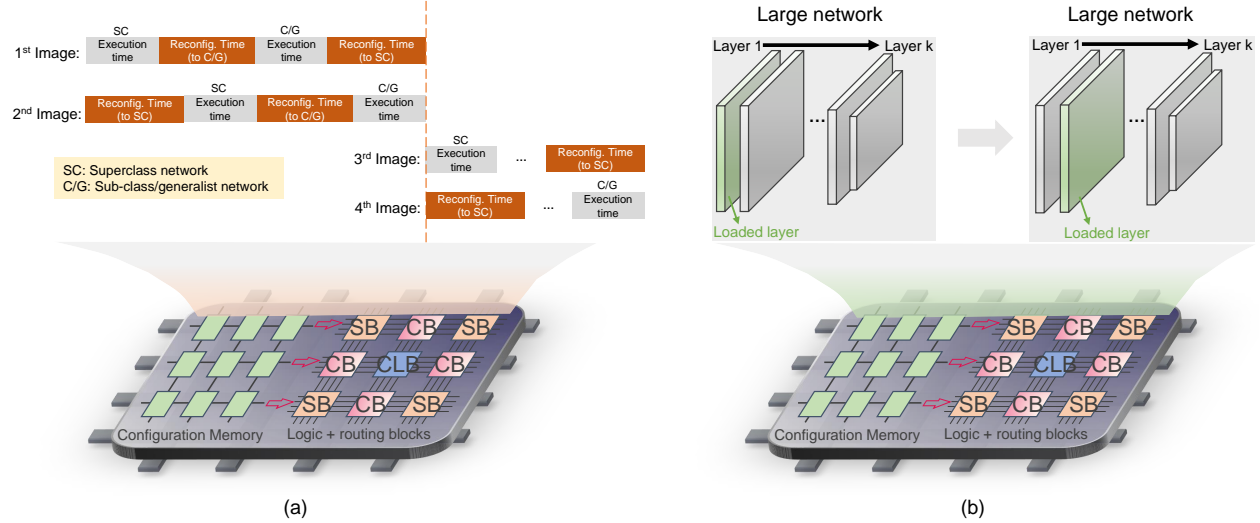 SC
C/G
1st Image:
Execution time
Reconfig. Time (to C/G)
Execution time
Reconfig. Time (to SC)
SC
C/G
2nd Image:
Reconfig. Time (to SC)
Execution time
Reconfig. Time (to C/G)
Execution time
SC
3rd Image:
Execution time
...
Reconfig. Time (to SC)
SC: Superclass network
C/G: Sub-class/generalist network
C/G
4th Image:
Reconfig. Time (to SC)
...
Execution time
SB
CB
SB
CB
CLB
CB
SB
CB
SB
Configuration Memory
Logic + routing blocks
(a)
Large network
Large network
Layer 1
Layer k
Layer 1
Layer k
...
...
Loaded layer
Loaded layer
SB
CB
SB
CB
CLB
CB
SB
CB
SB
Configuration Memory
Logic + routing blocks
(b)